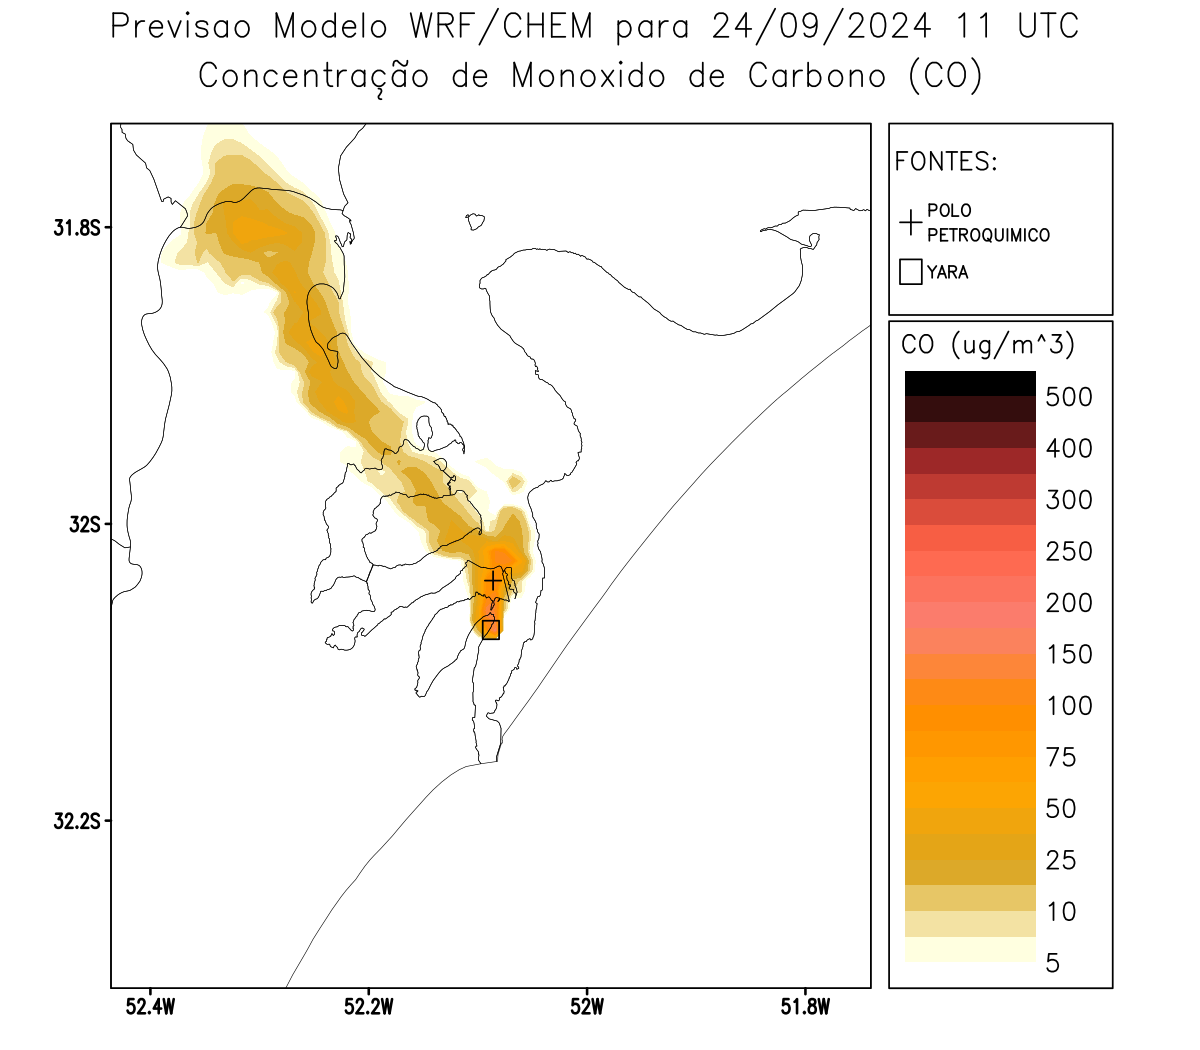 Previsao Modelo WRF/CHEM para 24/09/2024 11 UTC
Concentração de Monoxido de Carbono (CO)
FONTES:
POLO
PETROQUIMICO
YARA
CO (ug/m^3)
500
400
300
250
200
150
100
75
50
25
10
5
31.8S
32S
32.2S
52.4W
52.2W
52W
51.8W